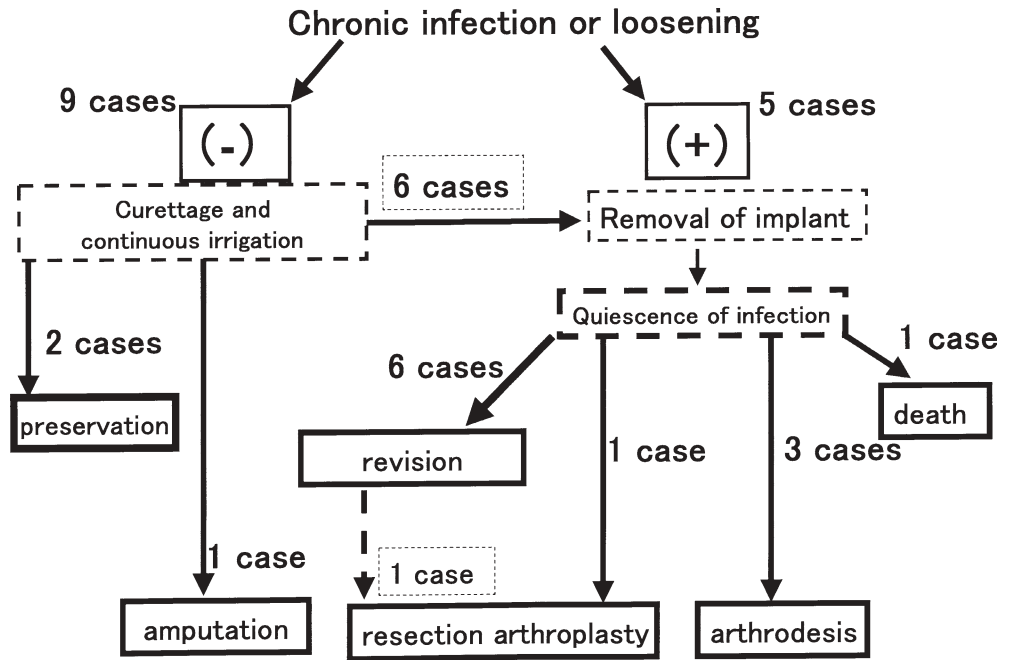 Chronic infection or loosening
9 cases
(-)
5 cases
(+)
6 cases
Curettage and
continuous irrigation
Removal of implant
Quiescence of infection
2 cases
6 cases
1 case
preservation
death
revision
1 case
3 cases
1 case
1 case
amputation
resection arthroplasty
arthrodesis